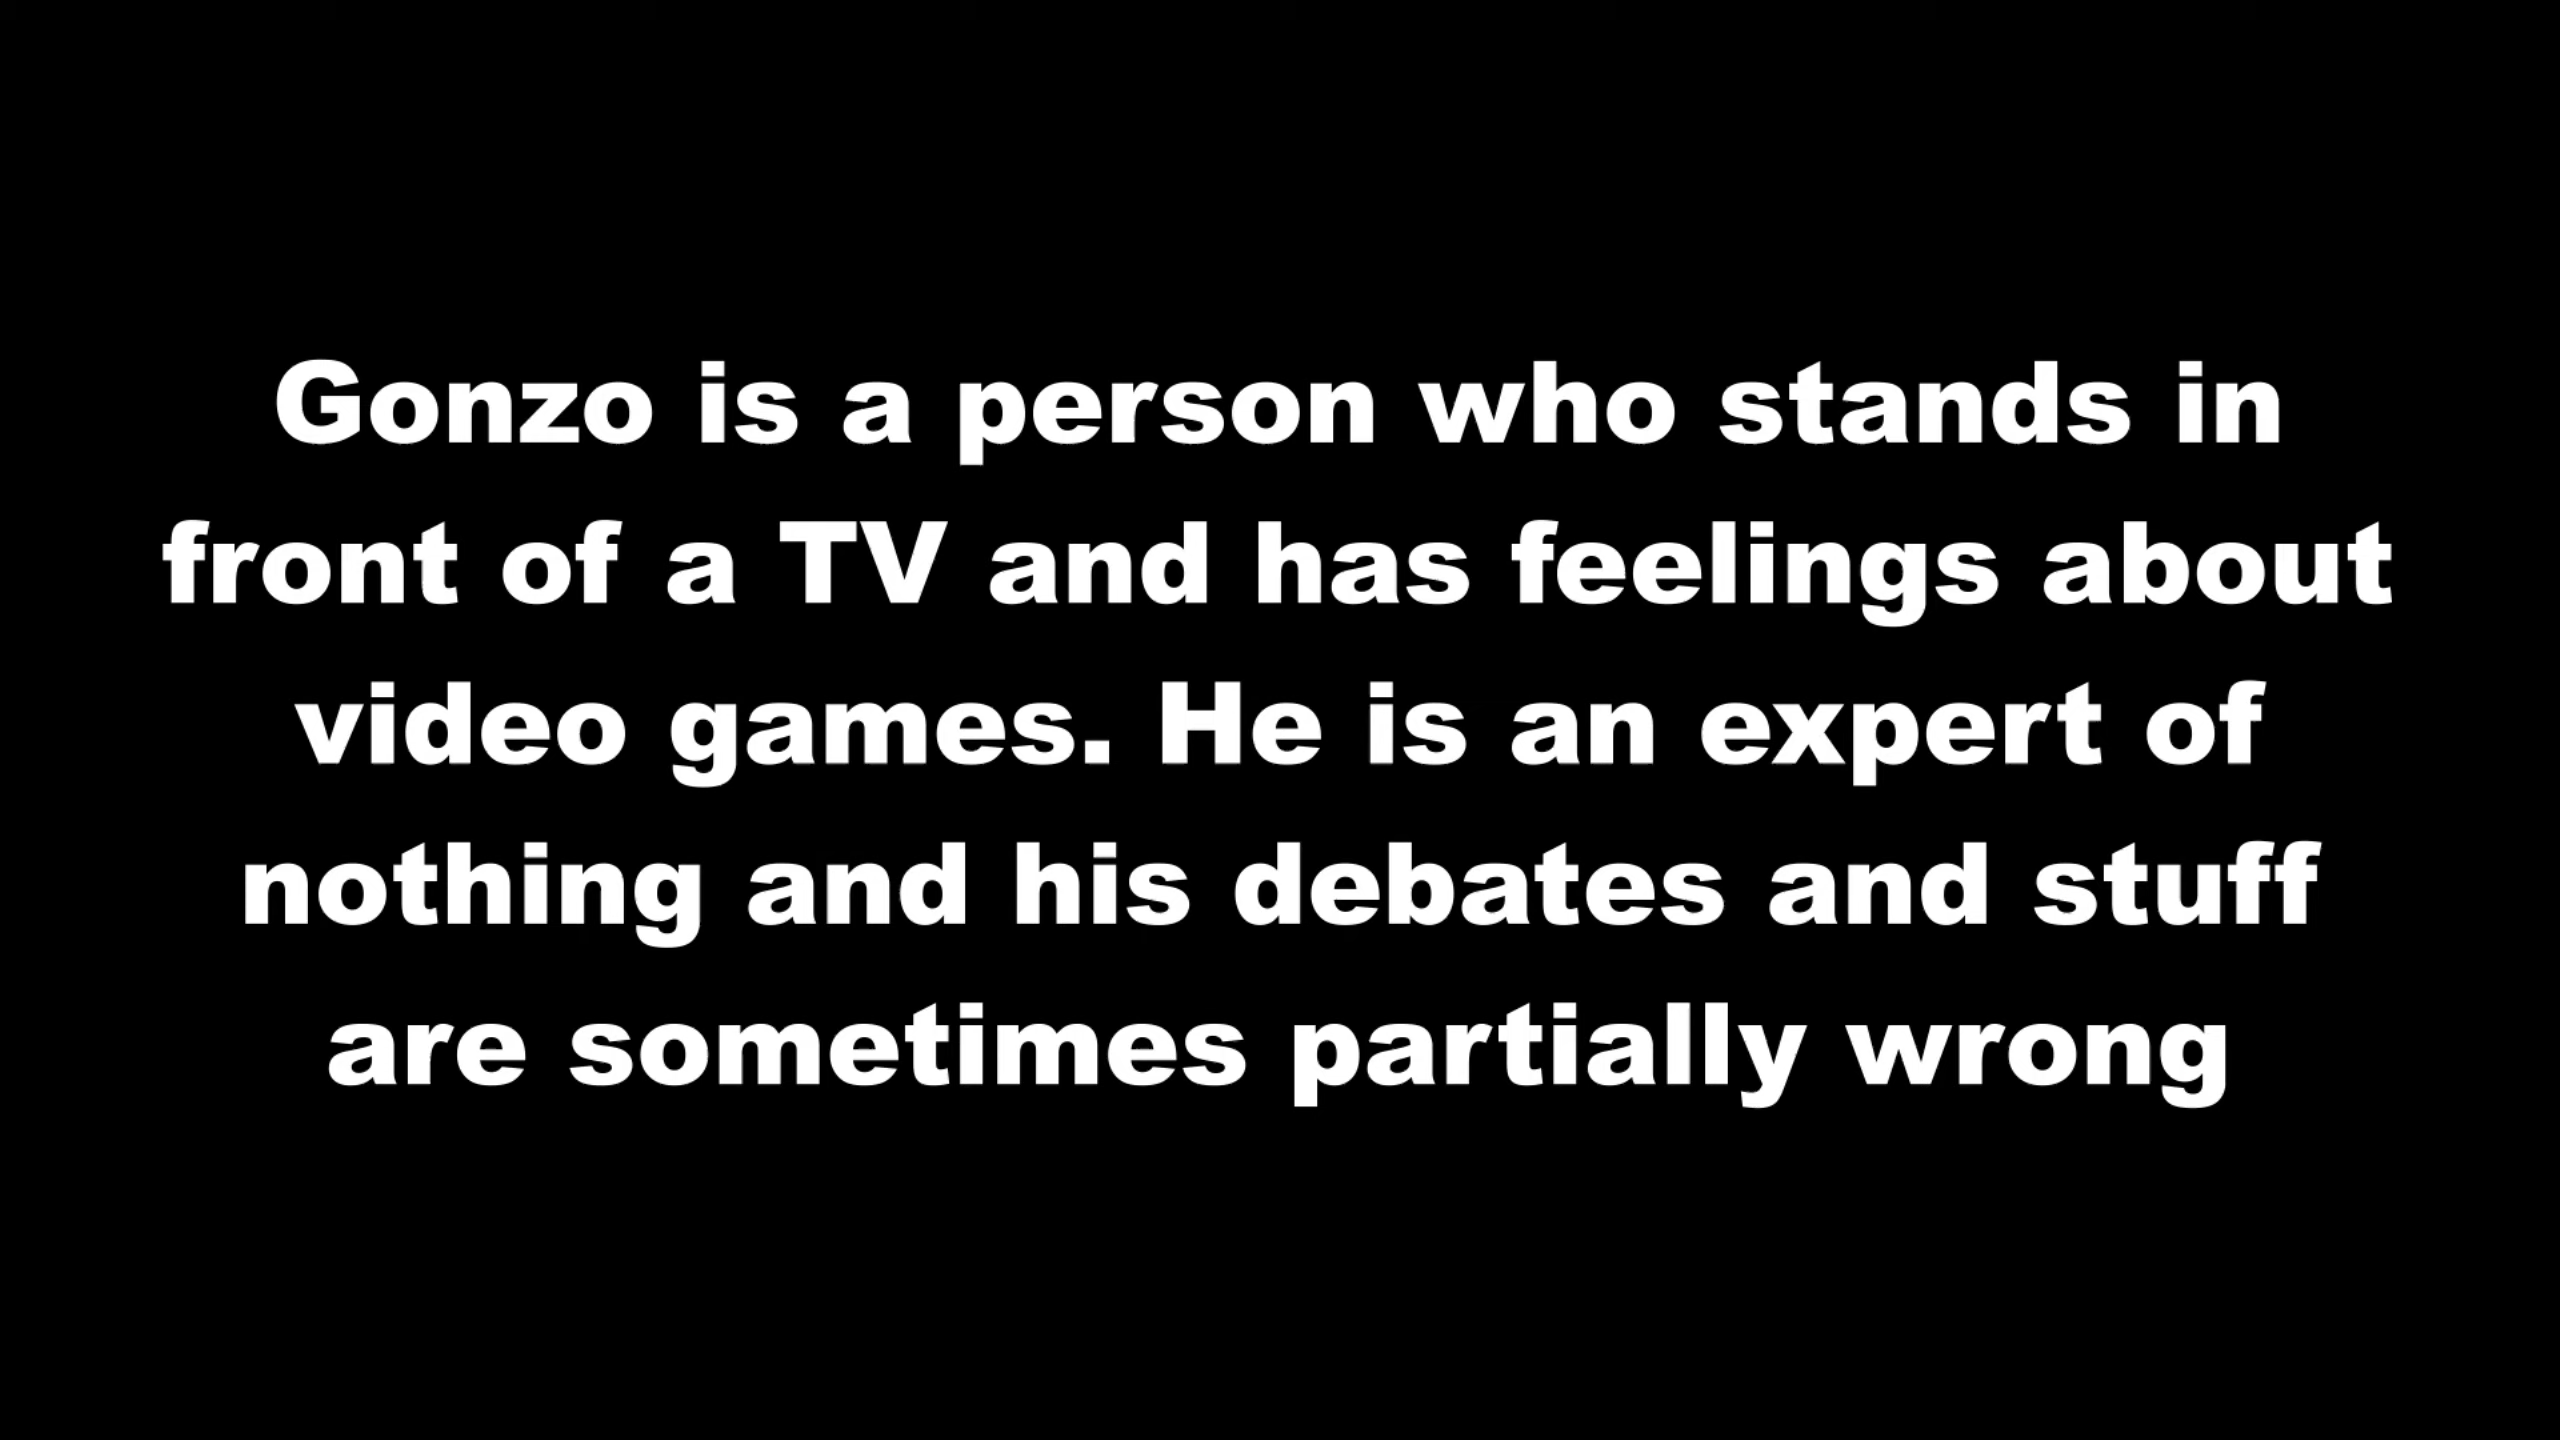 Gonzo is a person who stands in
front of a TV and has feelings about
video games. He is an expert of
nothing and his debates and stuff
are sometimes partially wrong